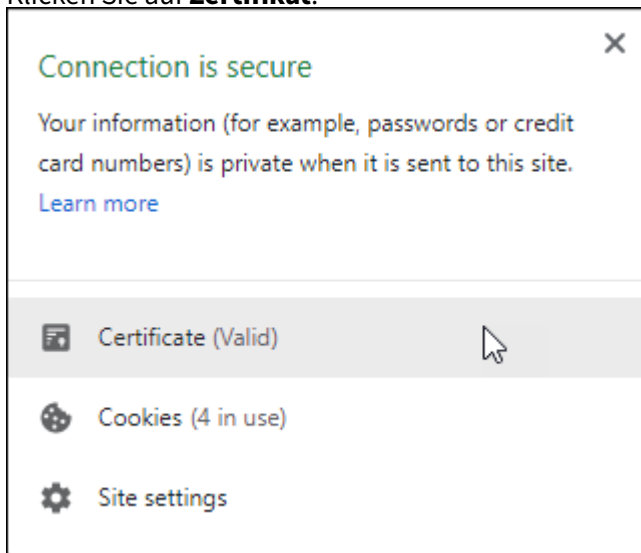 Klicken Sie auf Zertifikat.
Connection is secure
Your information (for example, passwords or credit
card numbers) is private when it is sent to this site.
Learn more
Certificate (Valid)
Cookies (4 in use)
Site settings